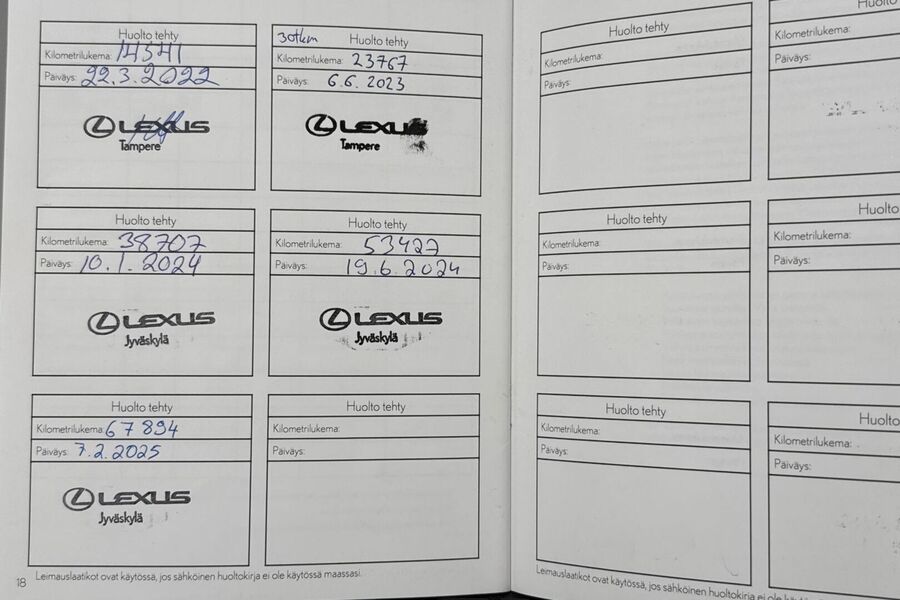 Huolto tehty
Kilometrilukema: 14341
Päiväys: 22.3.2022
LEXUS
Tampere
30tkm Huolto tehty
Kilometrilukema: 23767
Päiväys: 6.6.2023
LEXUS
Tampere
Huolto tehty
Kilometrilukema: 38707
Päiväys: 10.1.2024
LEXUS
Jyväskylä
Huolto tehty
Kilometrilukema: 53427
Päiväys: 19.6.2024
LEXUS
Jyväskylä
Huolto tehty
Kilometrilukema: 67894
Päiväys: 7.2.2025
LEXUS
Jyväskylä
Huolto tehty
Kilometrilukema:
Päiväys:
18 Leimauslaatikot ovat käytössä, jos sähköinen huoltokirja ei ole käytössä maassasi.
Huolto tehty
Kilometrilukema:
Päiväys:
Huolto
Kilometrilukema:
Päiväys:
Huolto tehty
Kilometrilukema:
Päiväys:
Huolto
Kilometrilukema:
Päiväys:
Huolto tehty
Kilometrilukema:
Päiväys:
Huolto
Kilometrilukema:
Päiväys:
Leimauslaatikot ovat käytössä, jos sähköinen huoltokirja ei ole käytö